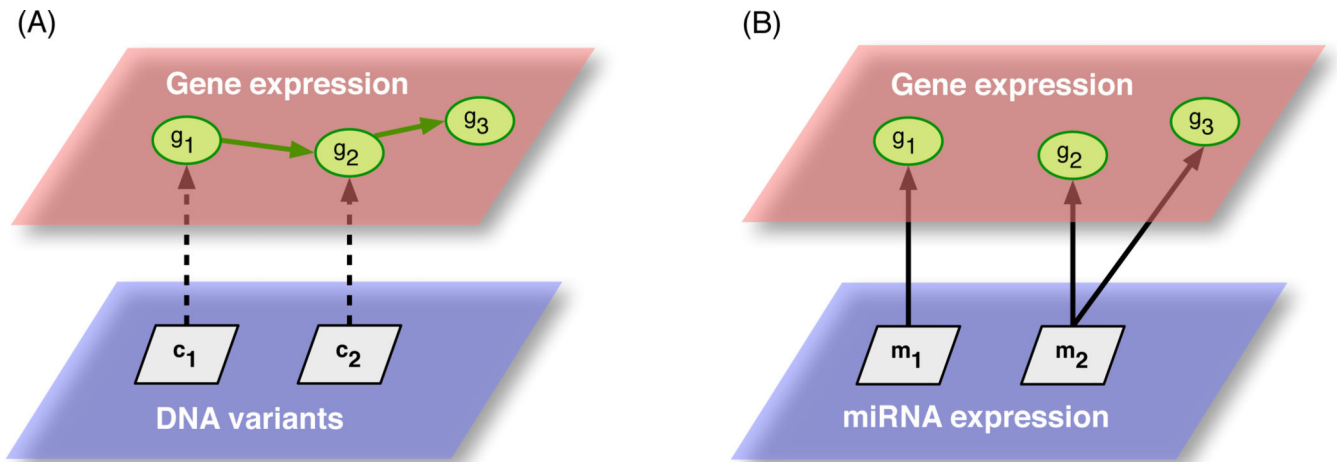 (A)
Gene expression
g1
g2
g3
c1
c2
DNA variants
(B)
Gene expression
g1
g2
g3
m1
m2
miRNA expression